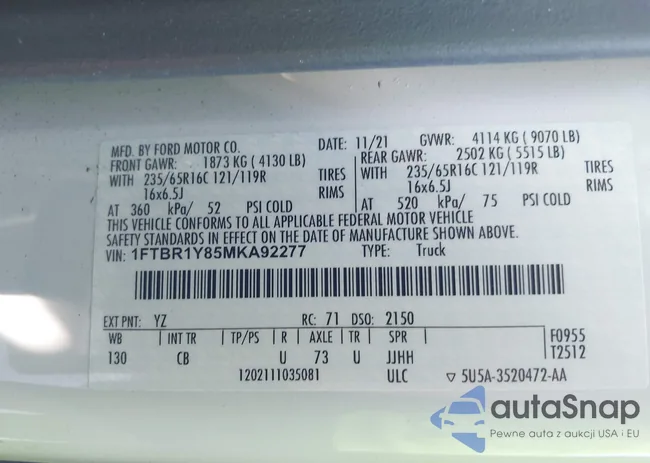 MFD. BY FORD MOTOR CO. DATE: 11/21 GVWR: 4114 KG ( 9070 LB)
FRONT GAWR: 1873 KG ( 4130 LB) REAR GAWR: 2502 KG ( 5515 LB)
WITH 235/65R16C 121/119R TIRES WITH 235/65R16C 121/119R TIRES
16x6.5J RIMS 16x6.5J RIMS
AT 360 kPa/ 52 PSI COLD AT 520 kPa/ 75 PSI COLD
THIS VEHICLE CONFORMS TO ALL APPLICABLE FEDERAL MOTOR VEHICLE
SAFETY STANDARDS IN EFFECT ON THE DATE OF MANUFACTURE SHOWN ABOVE.
VIN: 1FTBR1Y85MKA92277 TYPE: Truck
EXT PNT: YZ RC: 71 DSO: 2150
WB INT TR TP/PS R AXLE TR SPR F0955
130 CB U 73 U JJHH T2512
1202111035081 ULC ▽ 5U5A-3520472-AA
autaSnap
Pewne auta z aukcji USA i EU